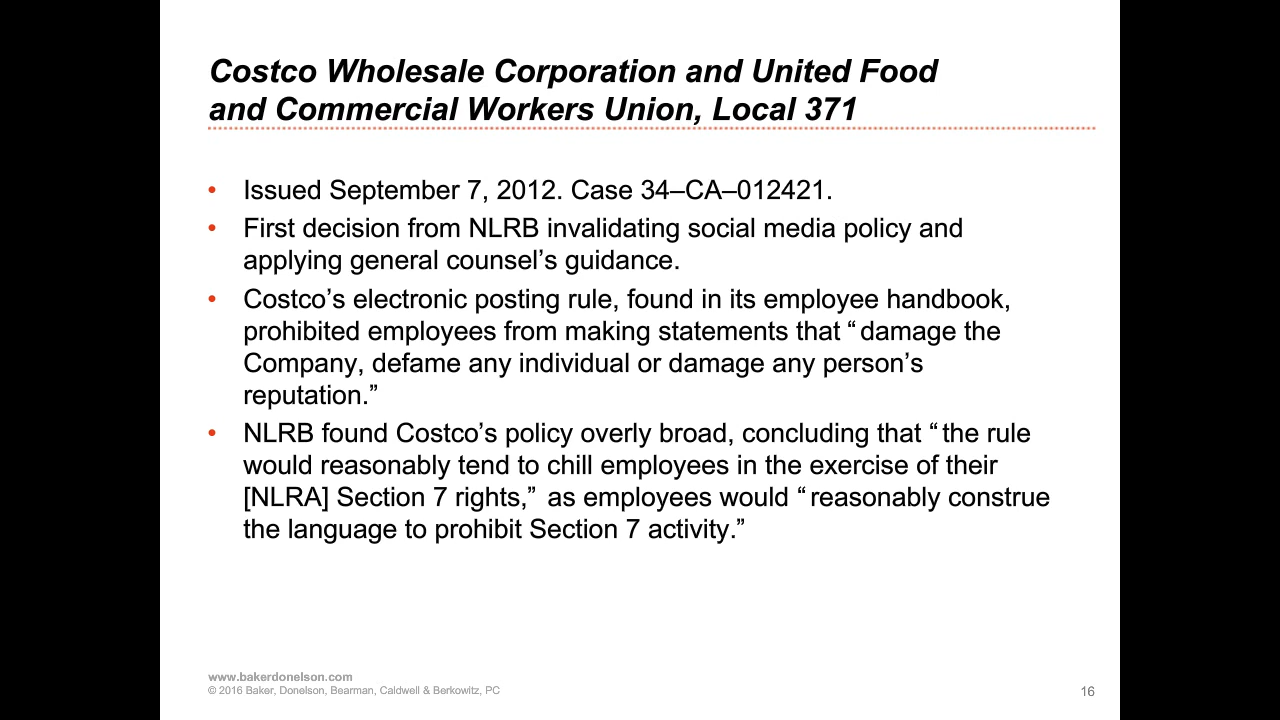 Costco Wholesale Corporation and United Food
and Commercial Workers Union, Local 371
• Issued September 7, 2012. Case 34–CA–012421.
• First decision from NLRB invalidating social media policy and
applying general counsel’s guidance.
• Costco’s electronic posting rule, found in its employee handbook,
prohibited employees from making statements that “damage the
Company, defame any individual or damage any person’s
reputation.”
• NLRB found Costco’s policy overly broad, concluding that “the rule
would reasonably tend to chill employees in the exercise of their
[NLRA] Section 7 rights,” as employees would “reasonably construe
the language to prohibit Section 7 activity.”
www.bakerdonelson.com
© 2016 Baker, Donelson, Bearman, Caldwell & Berkowitz, PC
16